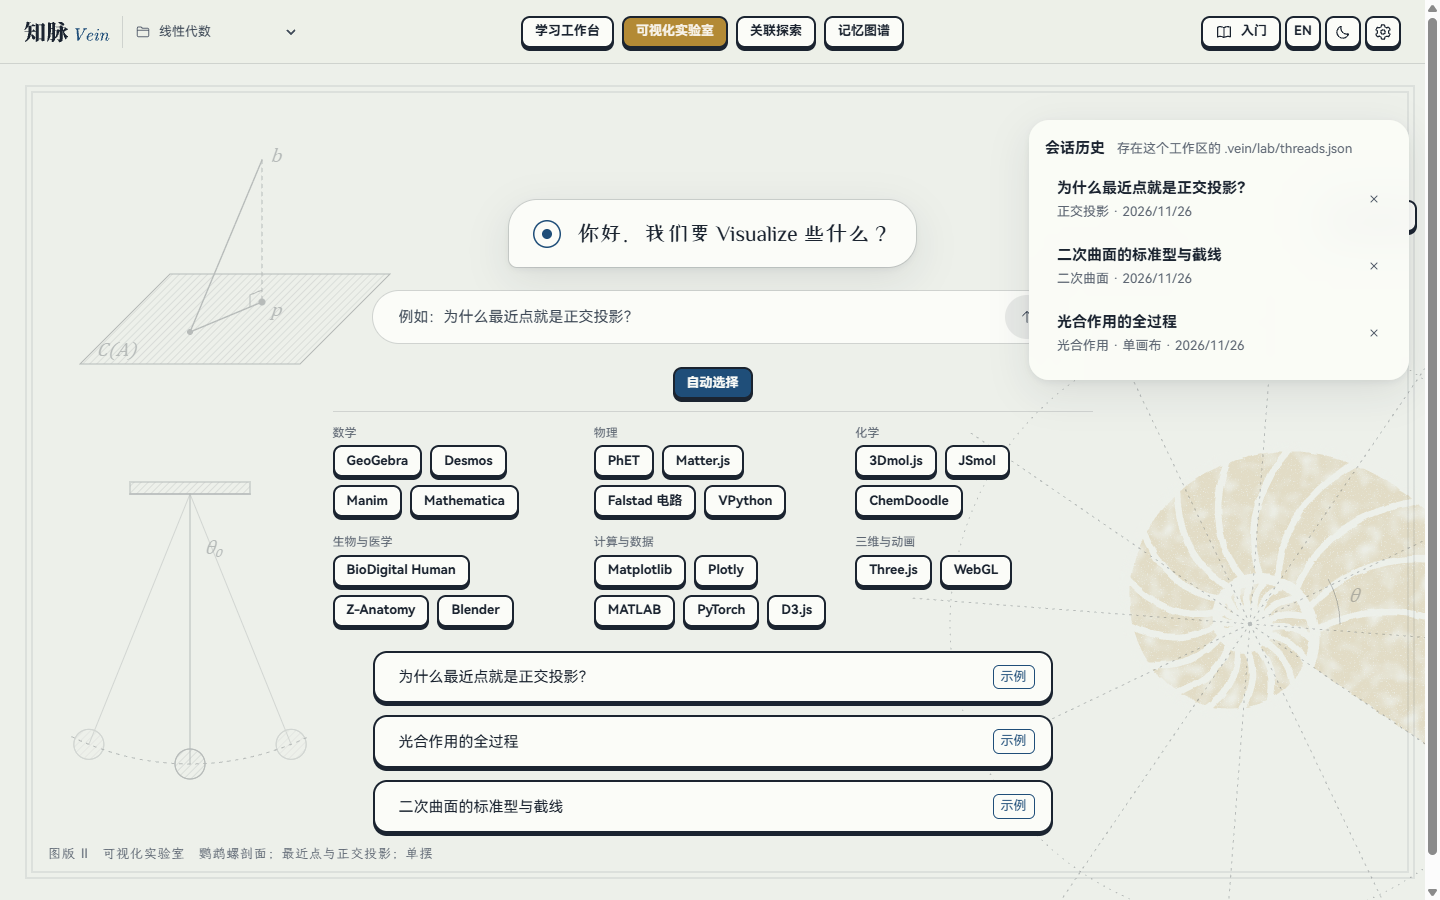 知脉 Vein
线性代数
学习工作台
可视化实验室
关联探索
记忆图谱
入门
EN
会话历史 存在这个工作区的 .vein/lab/threads.json
为什么最近点就是正交投影?
正交投影 · 2026/11/26
二次曲面的标准型与截线
二次曲面 · 2026/11/26
光合作用的全过程
光合作用 · 单画布 · 2026/11/26
b
p
C(A)
你好，我们要 Visualize 些什么？
例如：为什么最近点就是正交投影?
自动选择
数学
GeoGebra Desmos
Manim Mathematica
物理
PhET Matter.js
Falstad 电路 VPython
化学
3Dmol.js JSmol
ChemDoodle
生物与医学
BioDigital Human
Z-Anatomy Blender
计算与数据
Matplotlib Plotly
MATLAB PyTorch D3.js
三维与动画
Three.js WebGL
θ₀
θ
为什么最近点就是正交投影? 示例
光合作用的全过程 示例
二次曲面的标准型与截线 示例
图版 II 可视化实验室 鹦鹉螺剖面；最近点与正交投影；单摆